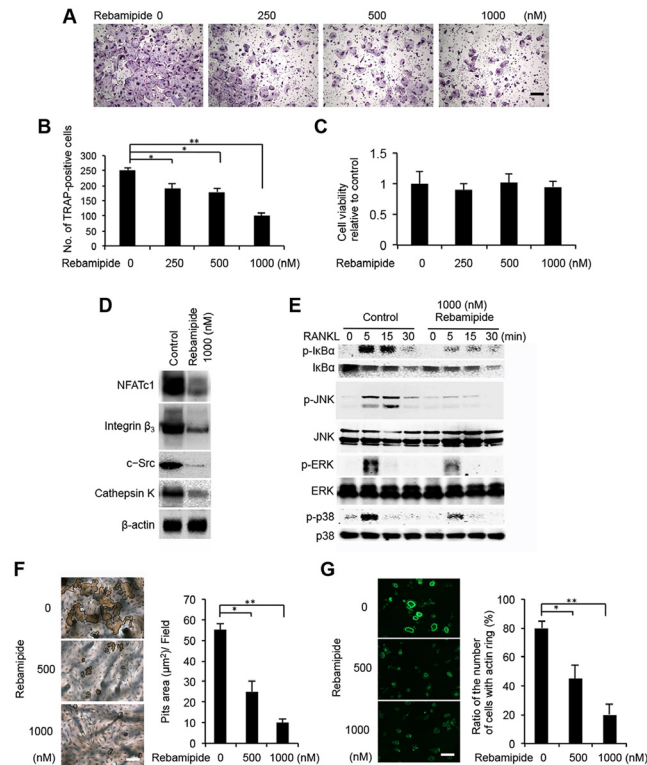 A
Rebamipide 0 250 500 1000 (nM)
B
No. of TRAP-positive cells
300
250
200
150
100
50
0
**
*
*
Rebamipide 0 250 500 1000 (nM)
C
Cell viability
relative to control
1.5
1
0.5
0
Rebamipide 0 250 500 1000 (nM)
D
Control
Rebamipide
1000 (nM)
NFATc1
Integrin β3
c-Src
Cathepsin K
β-actin
E
1000 (nM)
Control Rebamipide
RANKL 0 5 15 30 0 5 15 30 (min)
p-IκBα
IκBα
p-JNK
JNK
p-ERK
ERK
p-p38
p38
F
Rebamipide
0
500
1000
(nM)
Pits area (μm²)/ Field
70
60
50
40
30
20
10
0
**
*
Rebamipide 0 500 1000 (nM)
G
Rebamipide
0
500
1000
(nM)
Ratio of the number
of cells with actin ring (%)
100
80
60
40
20
0
**
*
Rebamipide 0 500 1000 (nM)